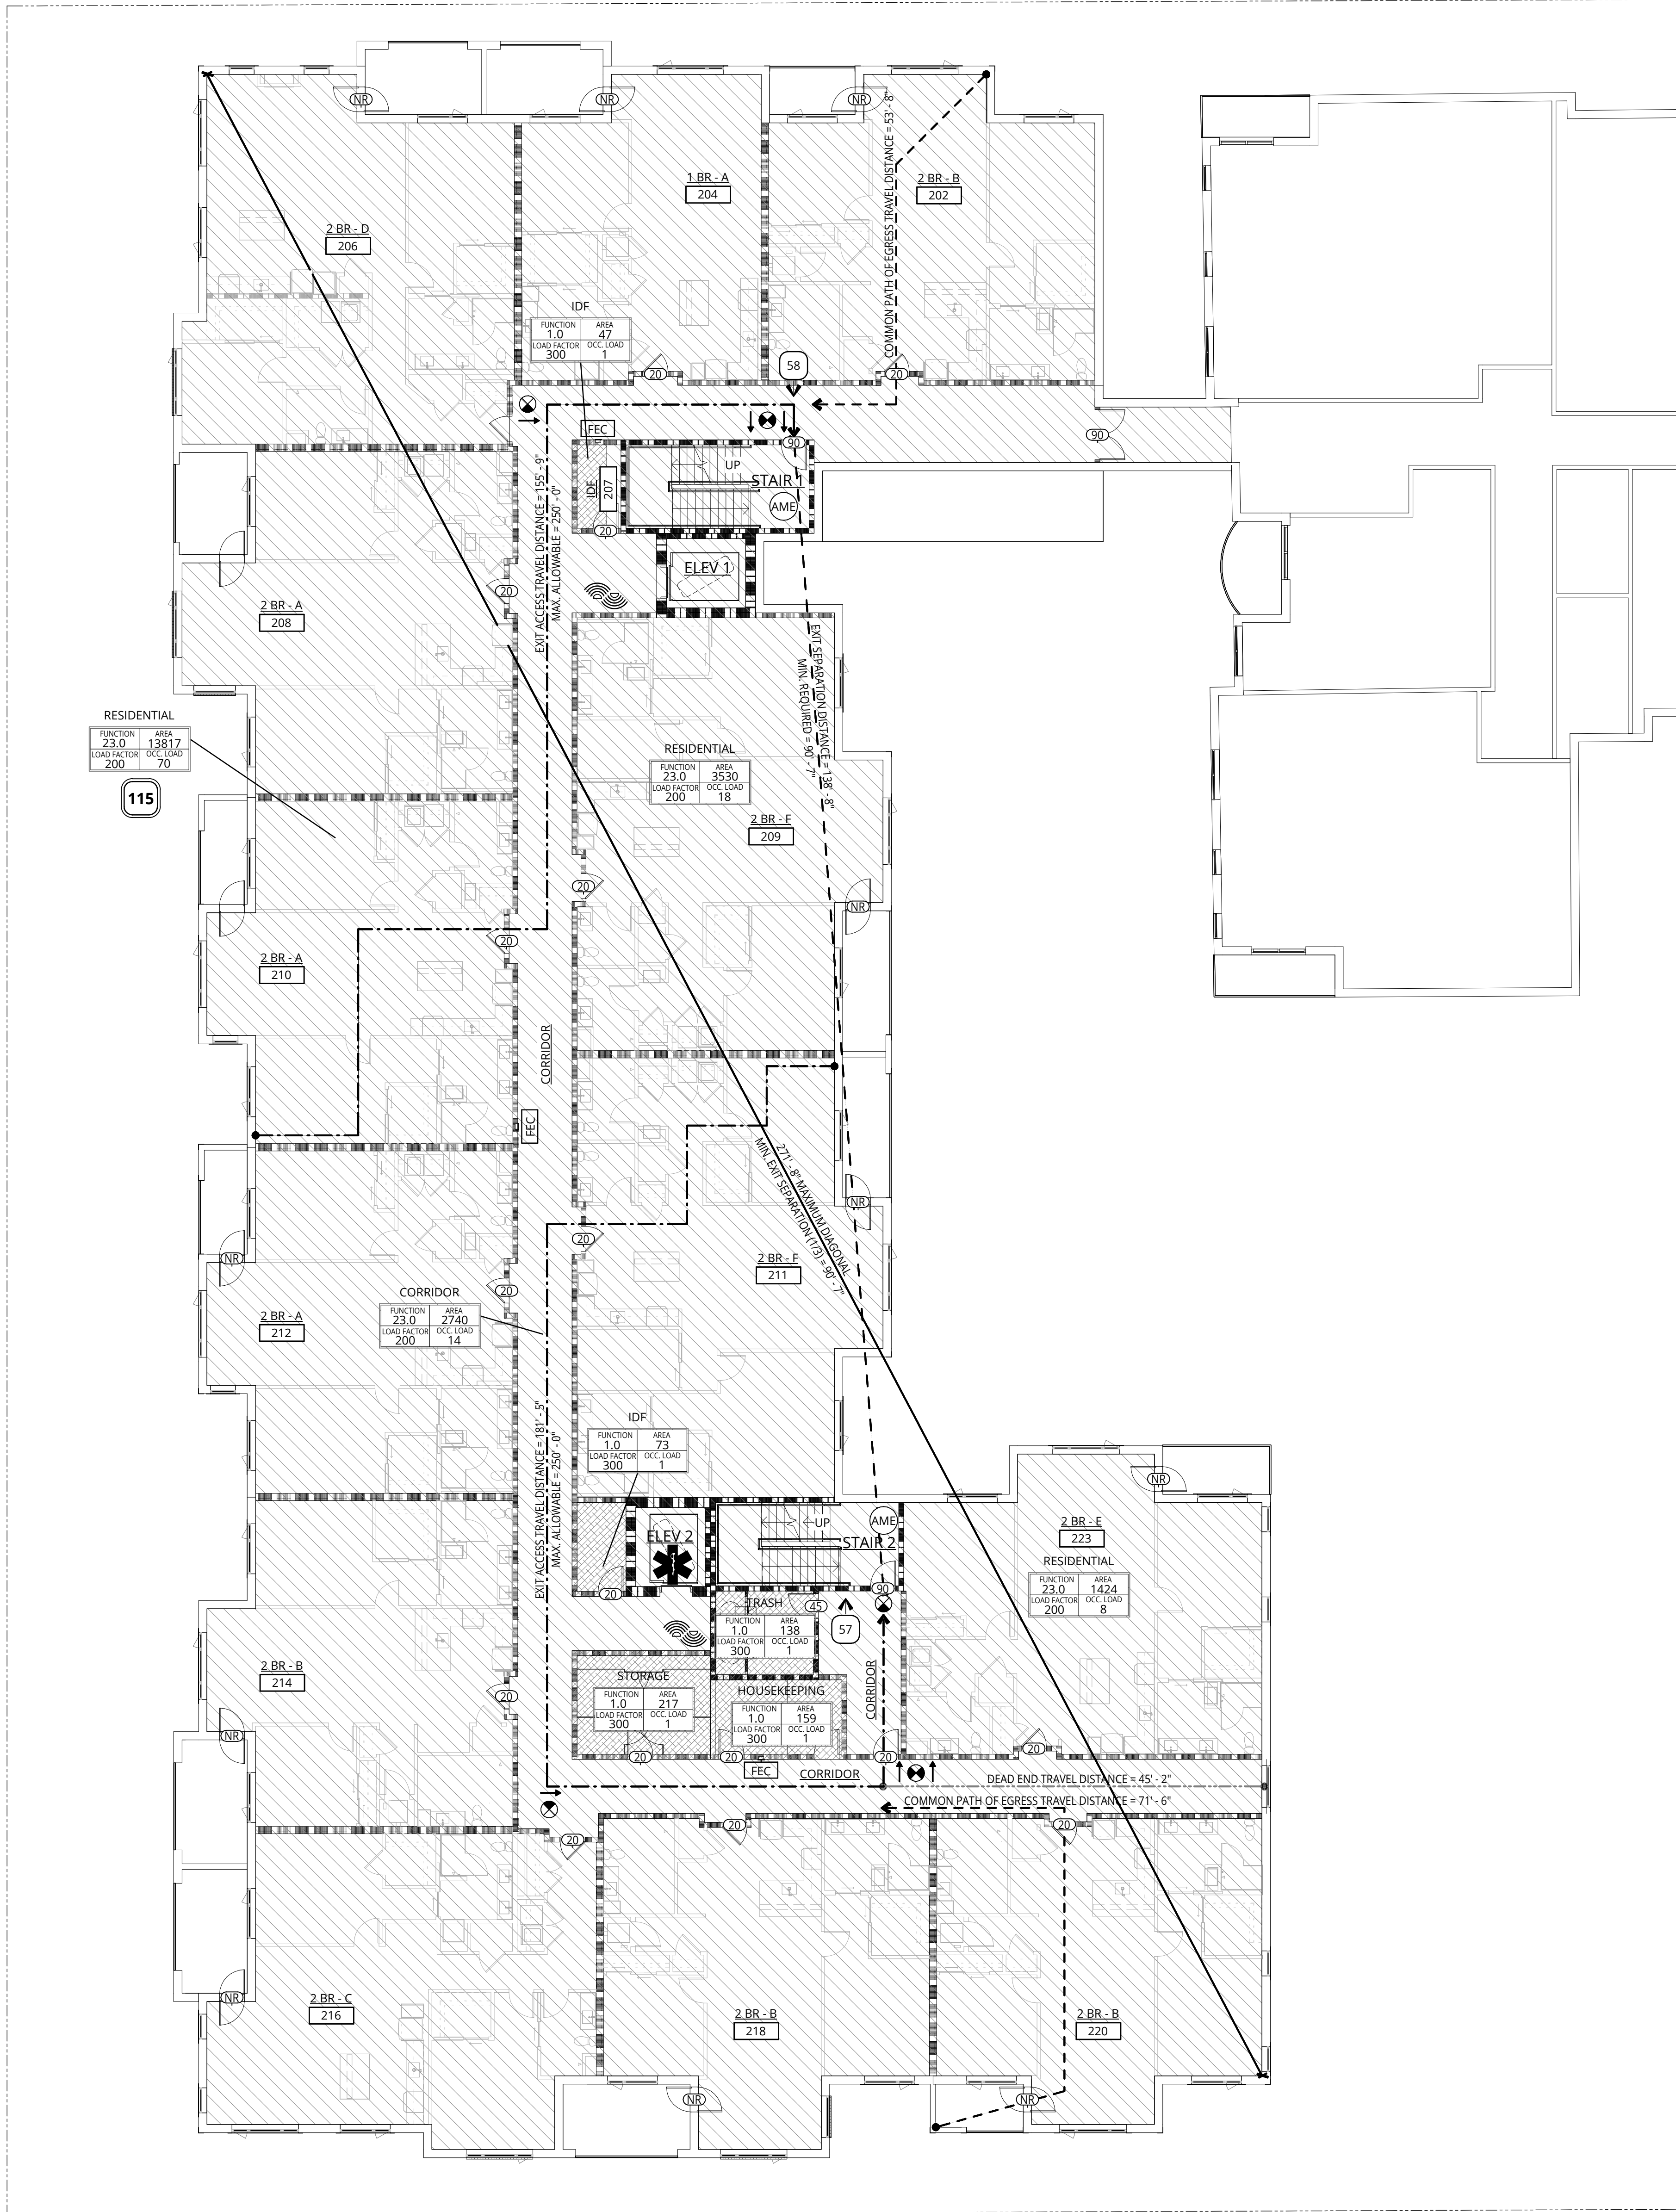 NR
NR
NR
COMMON PATH OF EGRESS TRAVEL DISTANCE = 53' - 8"
1 BR - A
204
2 BR - B
202
2 BR - D
206
IDF
FUNCTION
1.0
AREA
47
LOAD FACTOR
300
OCC. LOAD
1
58
20
20
FEC
90
90
UP
STAIR 1
AME
IDF
207
20
ELEV 1
EXIT ACCESS TRAVEL DISTANCE = 155' - 9"
MAX. ALLOWABLE = 250' - 0"
20
2 BR - A
208
EXIT SEPARATION DISTANCE = 138' - 8"
MIN. REQUIRED = 90' - 7"
RESIDENTIAL
FUNCTION
23.0
AREA
13817
LOAD FACTOR
200
OCC. LOAD
70
115
RESIDENTIAL
FUNCTION
23.0
AREA
3530
LOAD FACTOR
200
OCC. LOAD
18
2 BR - F
209
20
NR
20
2 BR - A
210
CORRIDOR
FEC
271' - 8" MAXIMUM DIAGONAL
MIN. EXIT SEPARATION (1/3) = 90' - 7"
NR
20
NR
2 BR - F
211
20
CORRIDOR
FUNCTION
23.0
AREA
2740
LOAD FACTOR
200
OCC. LOAD
14
2 BR - A
212
EXIT ACCESS TRAVEL DISTANCE = 181' - 5"
MAX. ALLOWABLE = 250' - 0"
IDF
FUNCTION
1.0
AREA
73
LOAD FACTOR
300
OCC. LOAD
1
NR
ELEV 2
UP
AME
STAIR 2
2 BR - E
223
RESIDENTIAL
FUNCTION
23.0
AREA
1424
LOAD FACTOR
200
OCC. LOAD
8
20
90
TRASH
45
FUNCTION
1.0
AREA
138
LOAD FACTOR
300
OCC. LOAD
1
57
2 BR - B
214
20
STORAGE
FUNCTION
1.0
AREA
217
LOAD FACTOR
300
OCC. LOAD
1
HOUSEKEEPING
FUNCTION
1.0
AREA
159
LOAD FACTOR
300
OCC. LOAD
1
CORRIDOR
NR
20
20
20
20
FEC
CORRIDOR
DEAD END TRAVEL DISTANCE = 45' - 2"
COMMON PATH OF EGRESS TRAVEL DISTANCE = 71' - 6"
20
20
20
NR
2 BR - C
216
2 BR - B
218
2 BR - B
220
NR
NR